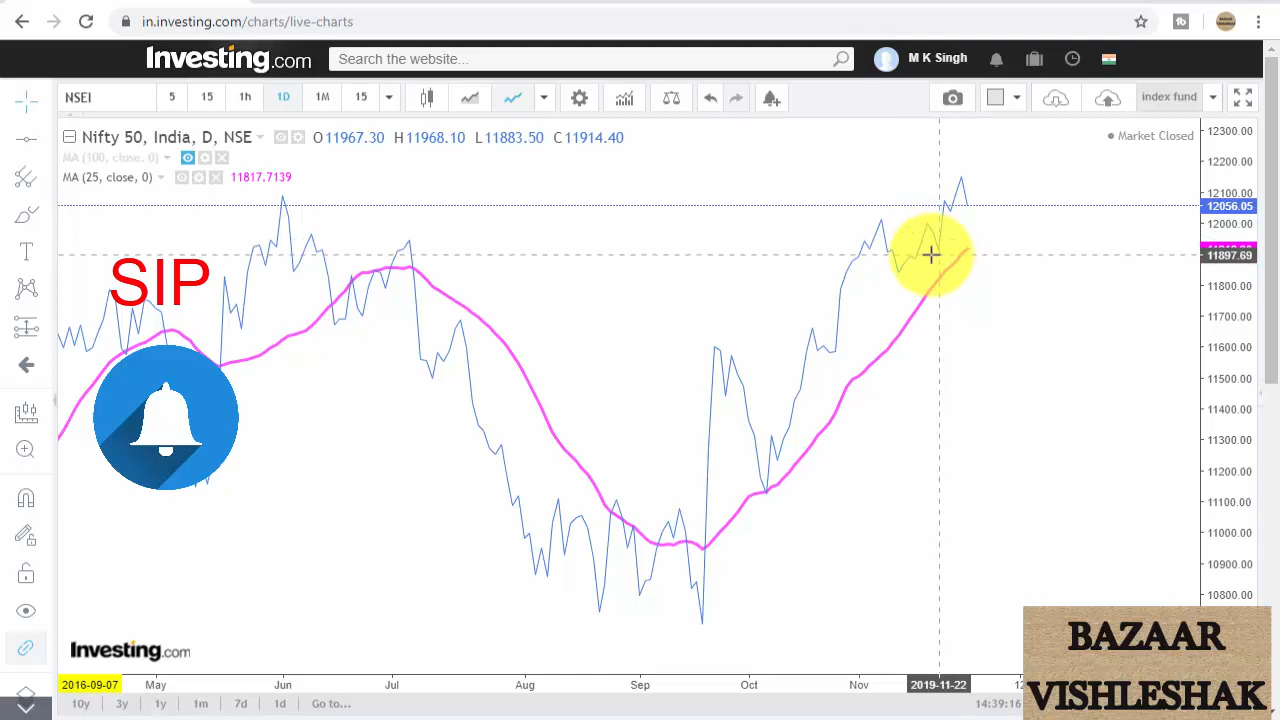 in.investing.com/charts/live-charts
Investing.com
Search the website...
M K Singh
NSEI
5
15
1h
1D
1M
15
index fund
Nifty 50, India, D, NSE
O 11967.30 H 11968.10 L 11883.50 C 11914.40
Market Closed
MA (100, close, 0)
MA (25, close, 0)
11817.7139
12300.00
12200.00
12100.00
12056.05
12000.00
11897.69
11800.00
11700.00
11600.00
11500.00
11400.00
11300.00
11200.00
11100.00
11000.00
10900.00
10800.00
SIP
Investing.com
2016-09-07
May
Jun
Jul
Aug
Sep
Oct
Nov
2019-11-22
10y
3y
1y
1m
7d
1d
Go to...
14:39:16
BAZAAR
VISHLESHAK